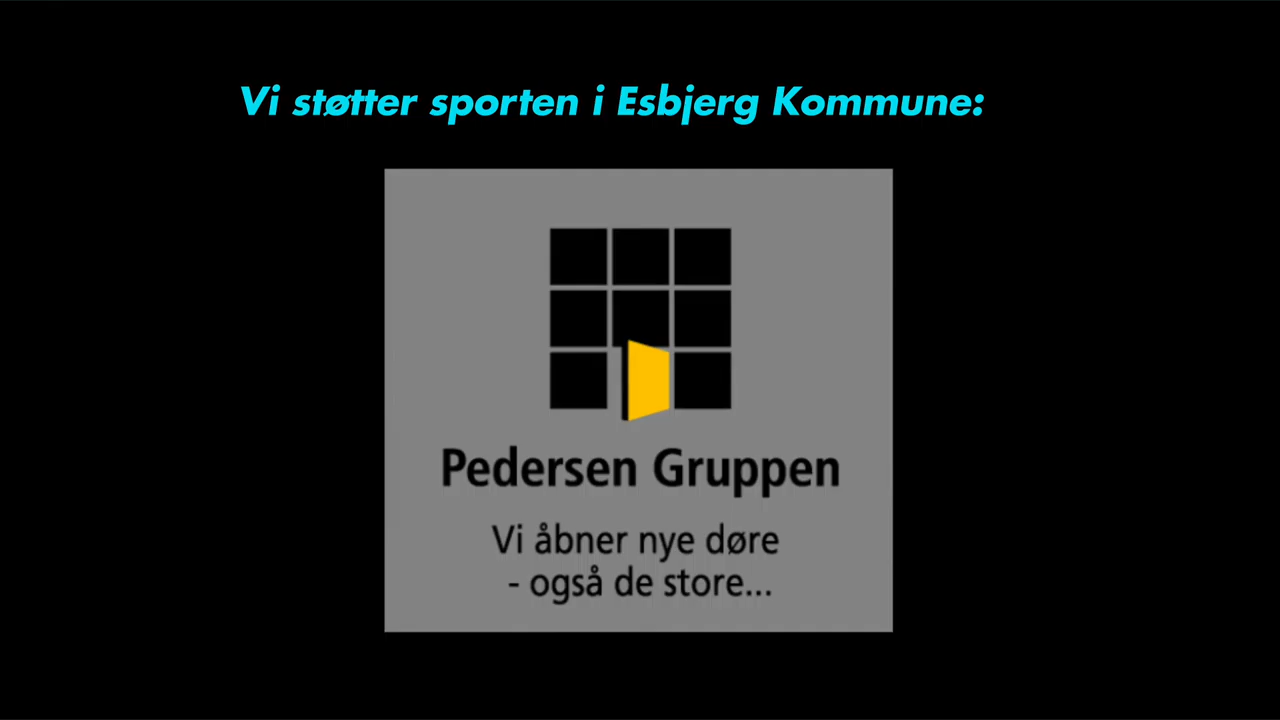 Vi støtter sporten i Esbjerg Kommune:
Pedersen Gruppen
Vi åbner nye døre
- også de store...